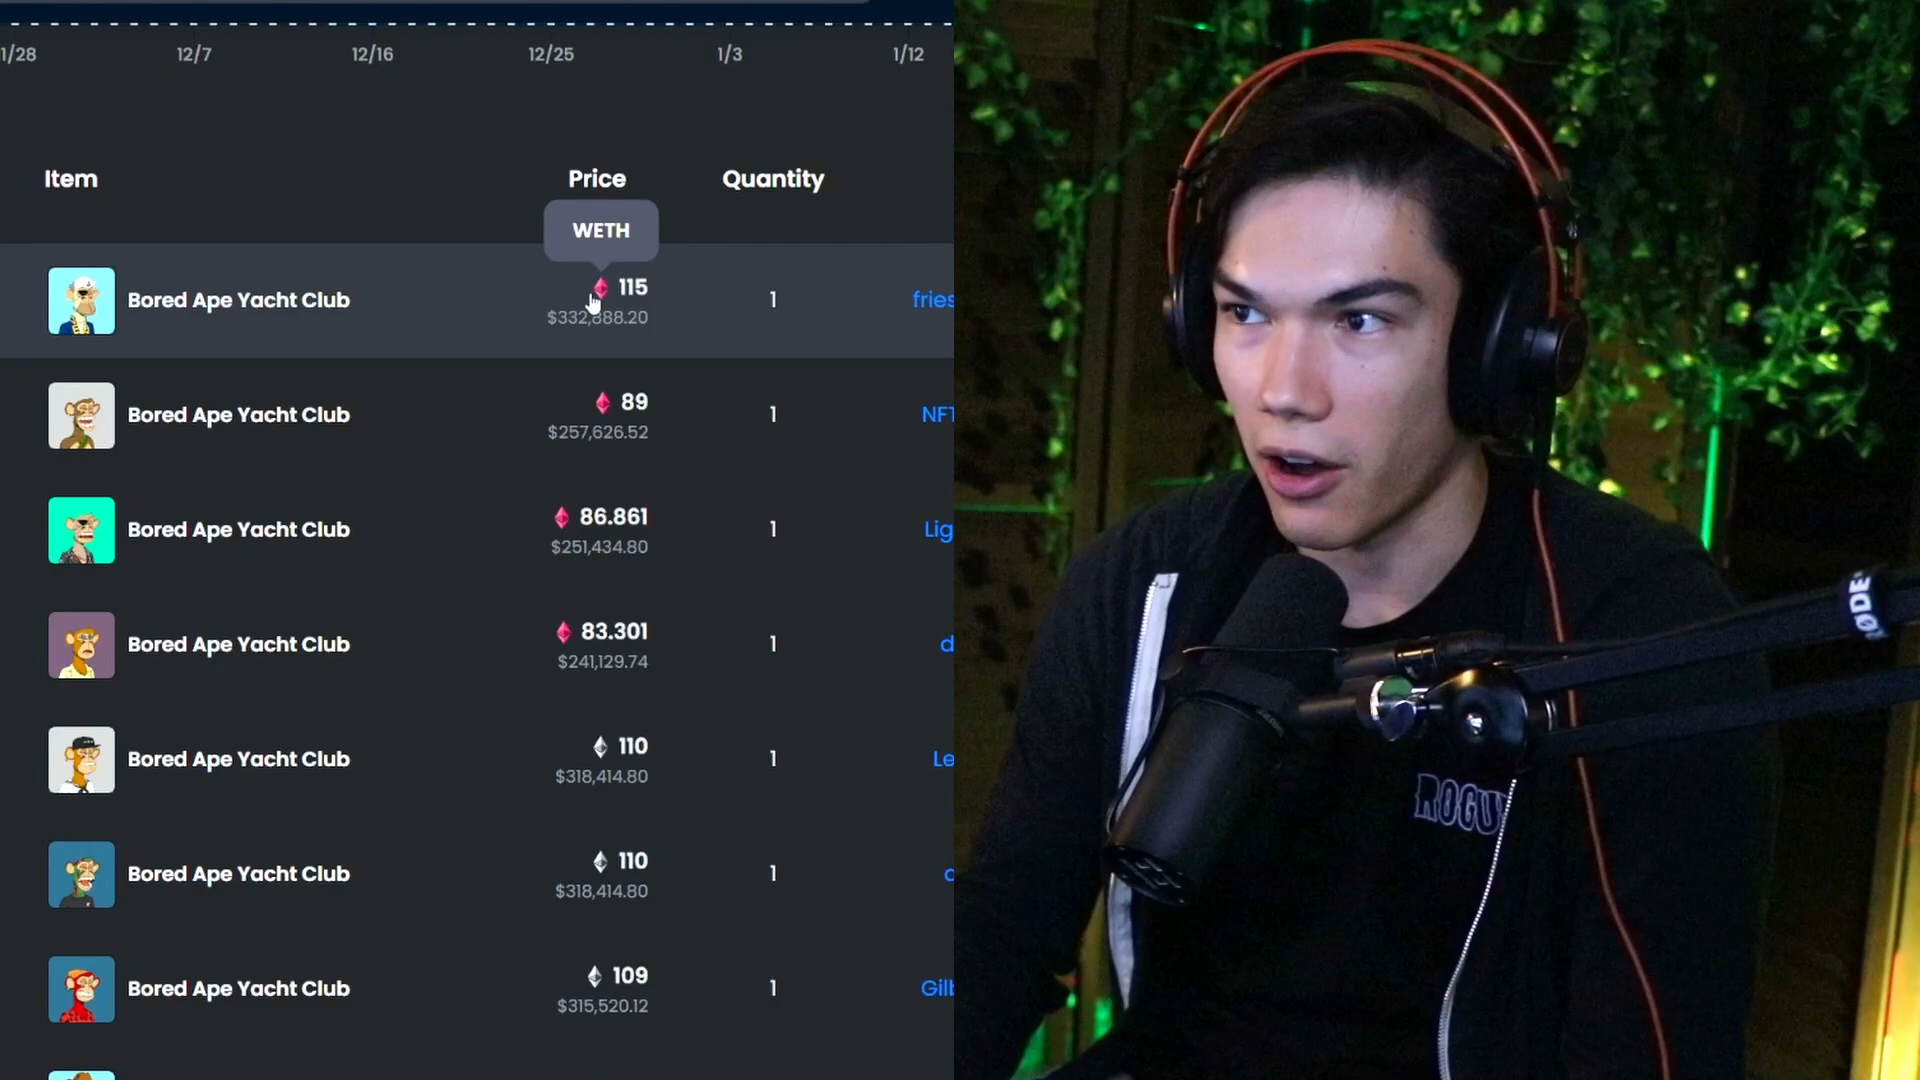 1/28 12/7 12/16 12/25 1/3 1/12
Item Price Quantity
WETH
Bored Ape Yacht Club 115 1 fries
$332,888.20
Bored Ape Yacht Club 89 1 NFT
$257,626.52
Bored Ape Yacht Club 86.861 1 Lig
$251,434.80
Bored Ape Yacht Club 83.301 1 d
$241,129.74
Bored Ape Yacht Club 110 1 Le
$318,414.80
Bored Ape Yacht Club 110 1
$318,414.80
Bored Ape Yacht Club 109 1 Gilb
$315,520.12
RØDE
ROGU